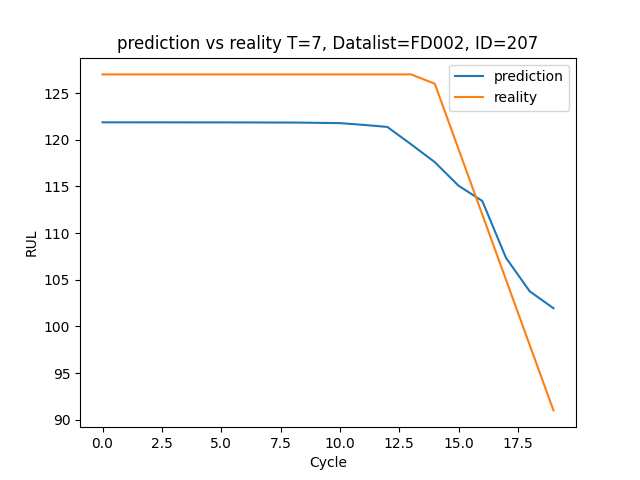 prediction vs reality T=7, Datalist=FD002, ID=207
prediction
reality
125
120
115
110
105
100
95
90
RUL
0.0 2.5 5.0 7.5 10.0 12.5 15.0 17.5
Cycle